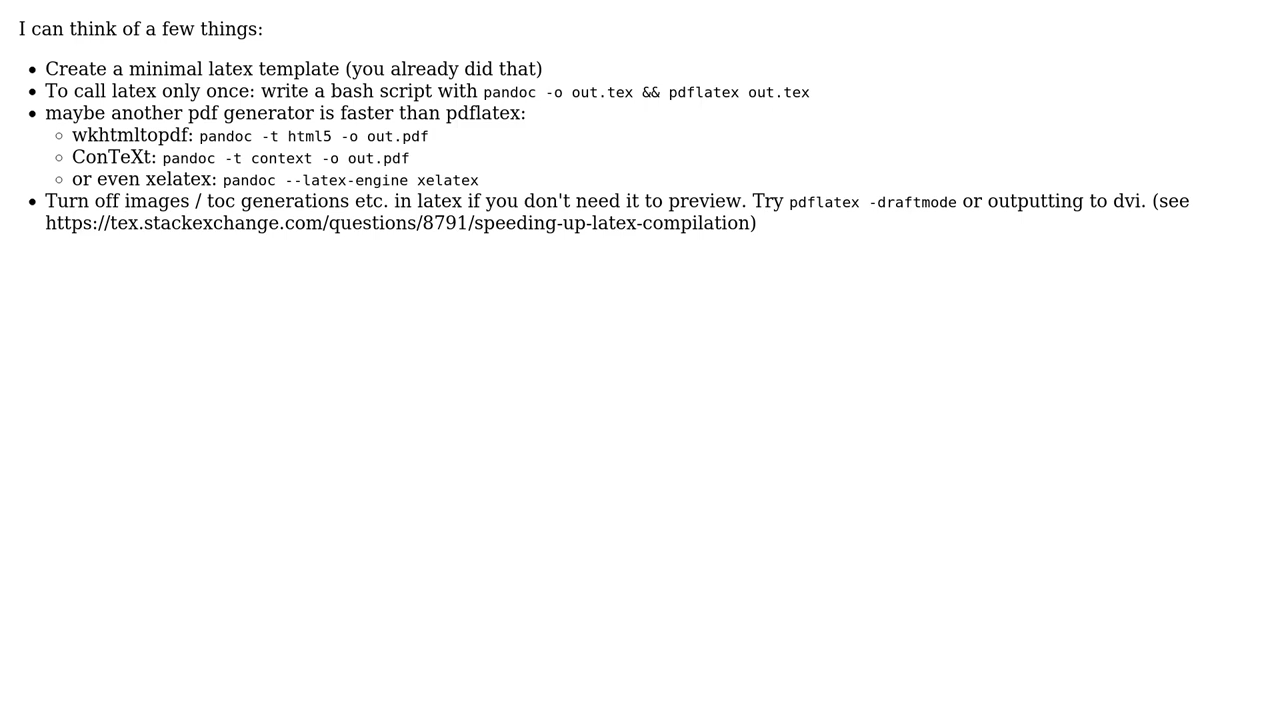 I can think of a few things:
• Create a minimal latex template (you already did that)
• To call latex only once: write a bash script with pandoc -o out.tex && pdflatex out.tex
• maybe another pdf generator is faster than pdflatex:
◦ wkhtmltopdf: pandoc -t html5 -o out.pdf
◦ ConTeXt: pandoc -t context -o out.pdf
◦ or even xelatex: pandoc --latex-engine xelatex
• Turn off images / toc generations etc. in latex if you don't need it to preview. Try pdflatex -draftmode or outputting to dvi. (see
https://tex.stackexchange.com/questions/8791/speeding-up-latex-compilation)